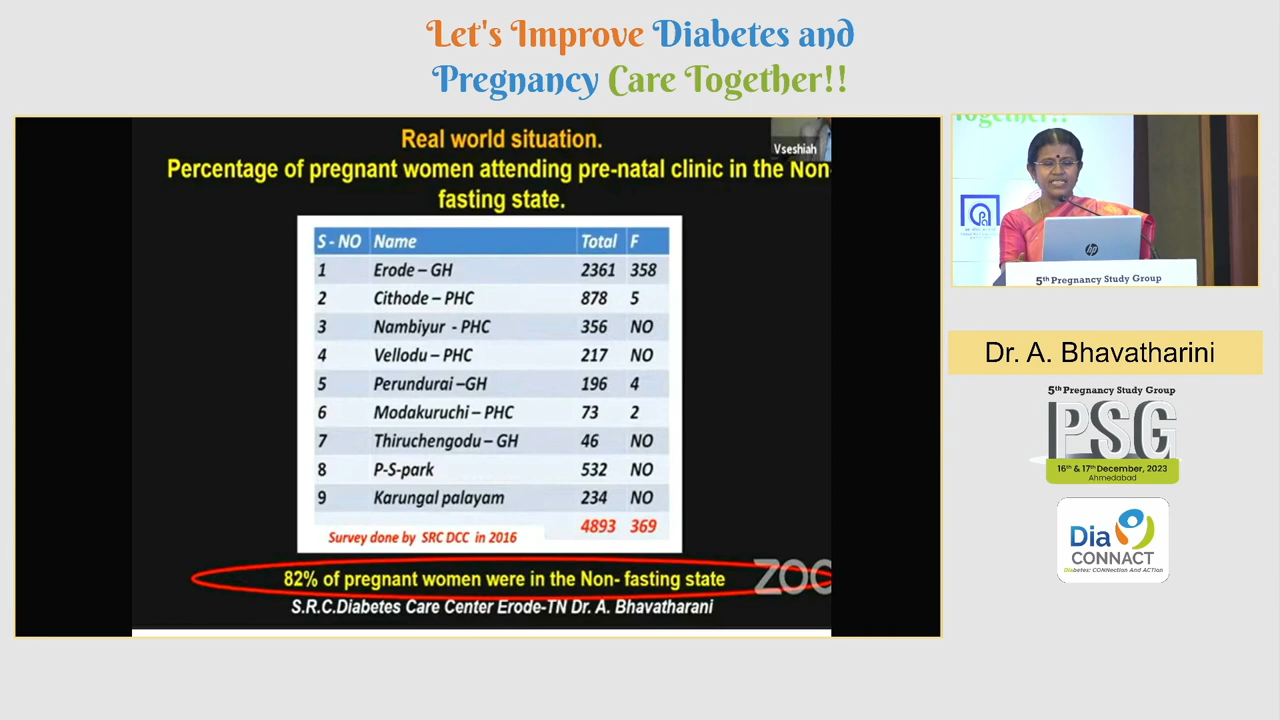 Let's Improve Diabetes and
Pregnancy Care Together!!
Real world situation.
Vseshiah
Percentage of pregnant women attending pre-natal clinic in the Non-
fasting state.
S - NO Name Total F
1 Erode – GH 2361 358
2 Cithode – PHC 878 5
3 Nambiyur - PHC 356 NO
4 Vellodu – PHC 217 NO
5 Perundurai –GH 196 4
6 Modakuruchi – PHC 73 2
7 Thiruchengodu – GH 46 NO
8 P-S-park 532 NO
9 Karungal palayam 234 NO
4893 369
Survey done by SRC DCC in 2016
82% of pregnant women were in the Non- fasting state
S.R.C.Diabetes Care Center Erode-TN Dr. A. Bhavatharani
ZOO
Together!!
hp
5th Pregnancy Study Group
Dr. A. Bhavatharini
5th Pregnancy Study Group
PSG
16th & 17th December, 2023
Ahmedabad
Dia
CONNACT
Diabetes: CONNection And ACTion